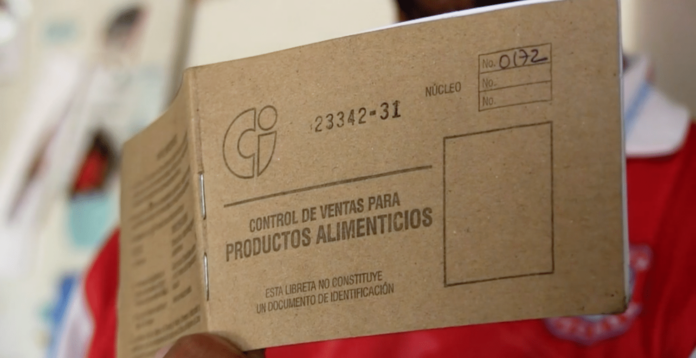 CI
23342-31
NÚCLEO
No. 0172
No.
No.
CONTROL DE VENTAS PARA
PRODUCTOS ALIMENTICIOS
ESTA LIBRETA NO CONSTITUYE
UN DOCUMENTO DE IDENTIFICACIÓN